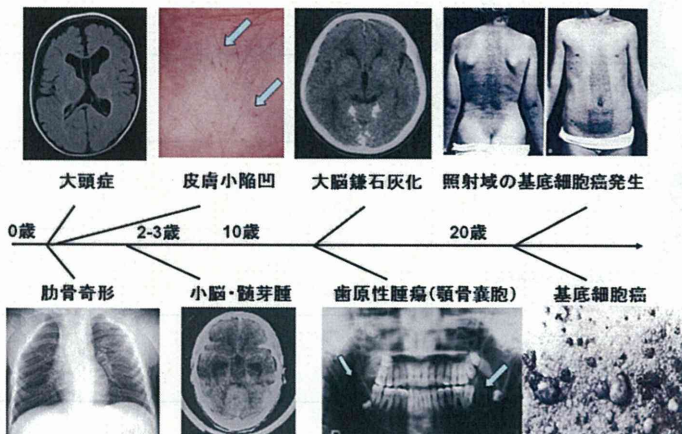 大頭症
皮膚小陥凹
大脳鎌石灰化
照射域の基底細胞癌発生
0歳
2-3歳
10歳
20歳
肋骨奇形
小脳・髄芽腫
歯原性腫瘍(顎骨嚢胞)
基底細胞癌